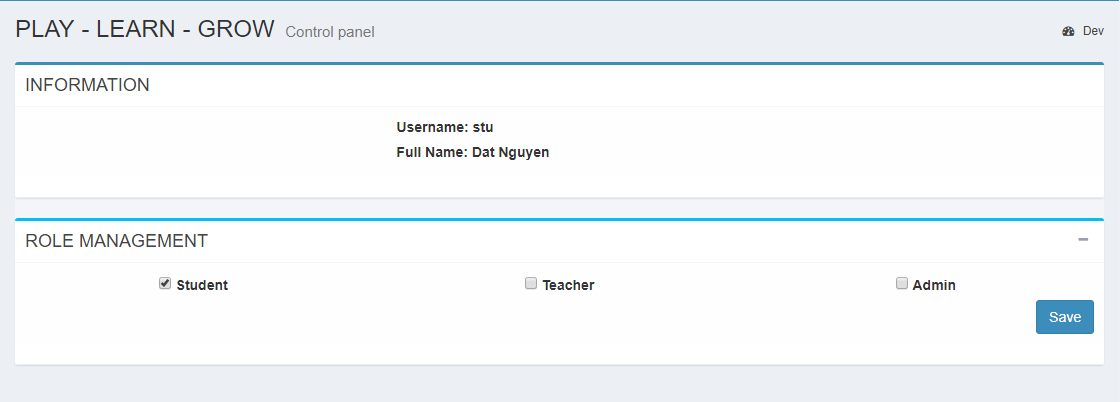 PLAY - LEARN - GROW Control panel
Dev
INFORMATION
Username: stu
Full Name: Dat Nguyen
ROLE MANAGEMENT
Student Teacher Admin
Save